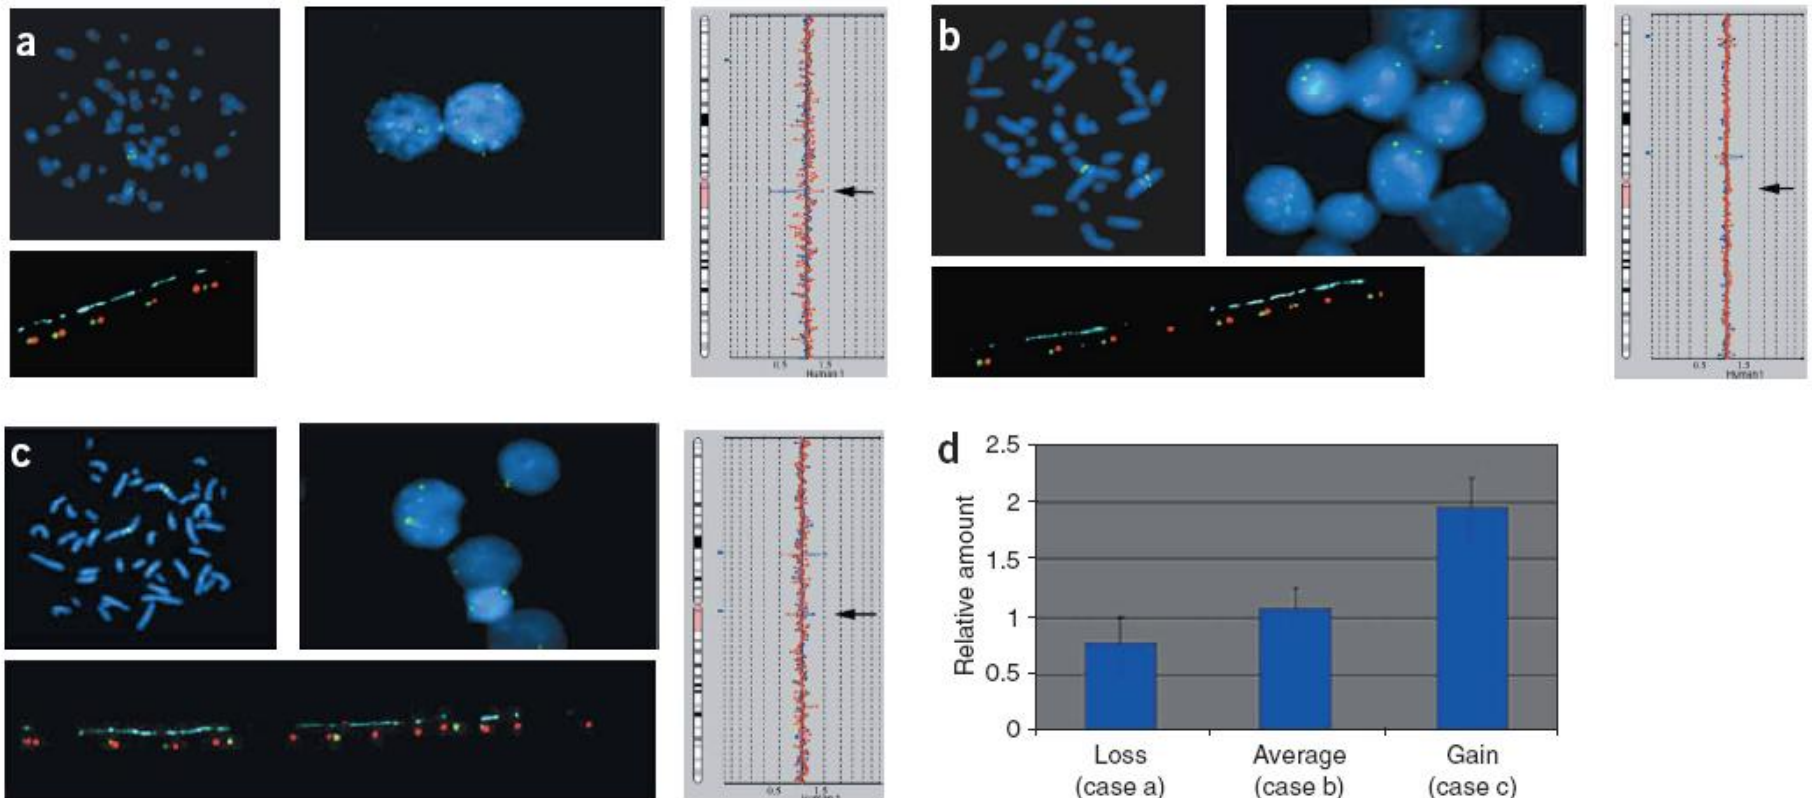 a
0.5 1.5
Human 1
b
0.5 1.5
Human 1
c
0.5 1.5
d
Relative amount
2.5
2
1.5
1
0.5
0
Loss
(case a)
Average
(case b)
Gain
(case c)